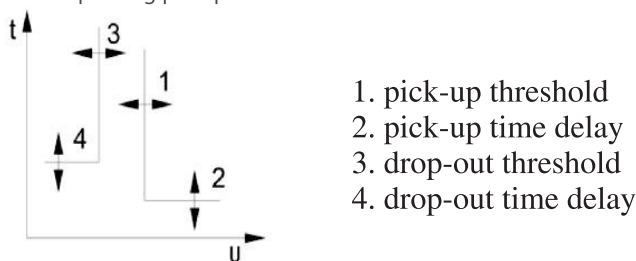 t
3
1
4
2
U
1. pick-up threshold
2. pick-up time delay
3. drop-out threshold
4. drop-out time delay